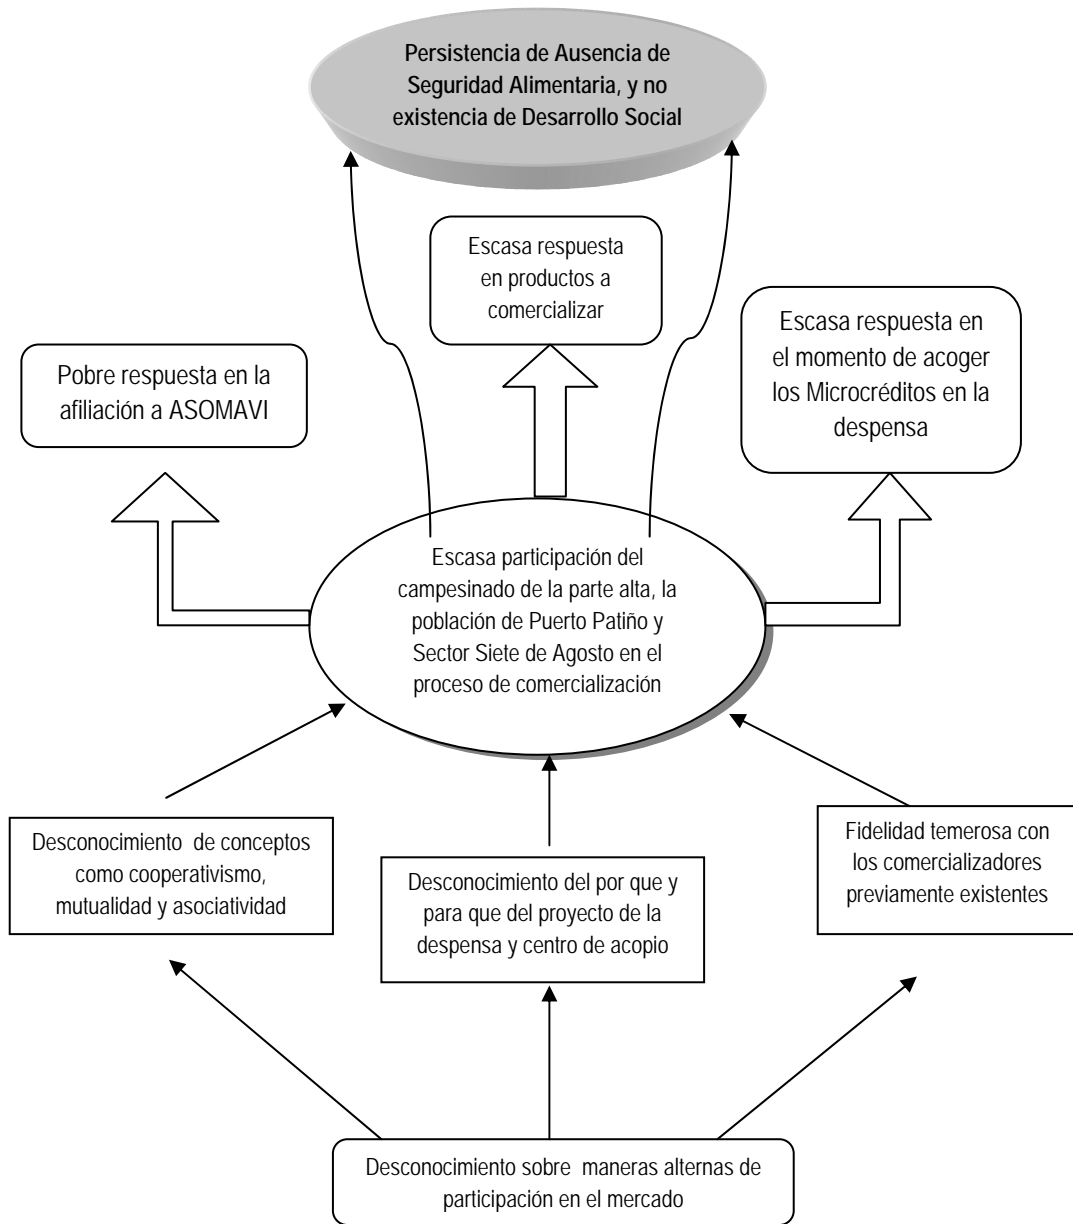 Persistencia de Ausencia de
Seguridad Alimentaria, y no
existencia de Desarrollo Social
Escasa respuesta
en productos a
comercializar
Escasa respuesta en
el momento de acoger
los Microcréditos en la
despensa
Pobre respuesta en la
afiliación a ASOMAVI
Escasa participación del
campesinado de la parte alta, la
población de Puerto Patiño y
Sector Siete de Agosto en el
proceso de comercialización
Desconocimiento de conceptos
como cooperativismo,
mutualidad y asociatividad
Desconocimiento del por que y
para que del proyecto de la
despensa y centro de acopio
Fidelidad temerosa con
los comercializadores
previamente existentes
Desconocimiento sobre maneras alternas de
participación en el mercado